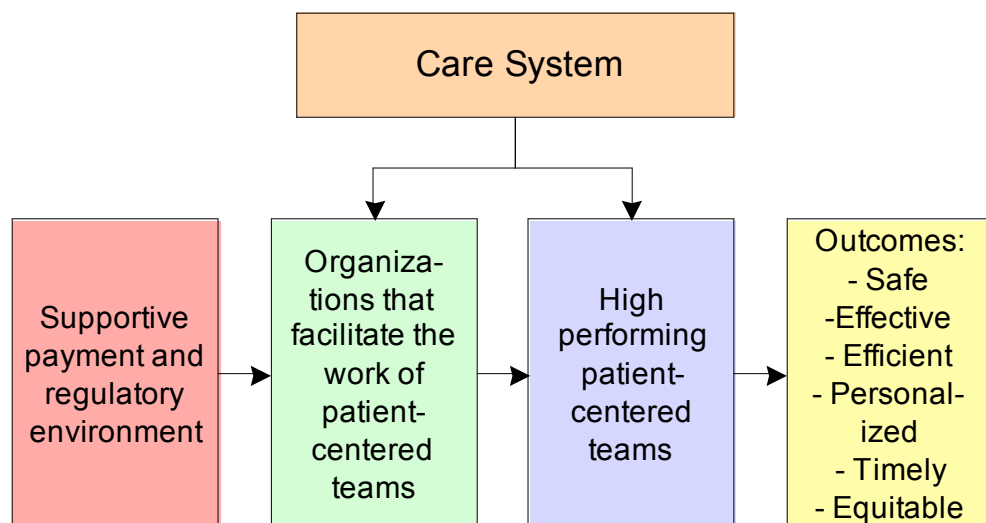 Care System
Supportive
payment and
regulatory
environment
Organiza-
tions that
facilitate the
work of
patient-
centered
teams
High
performing
patient-
centered
teams
Outcomes:
- Safe
-Effective
- Efficient
- Personal-
ized
- Timely
- Equitable